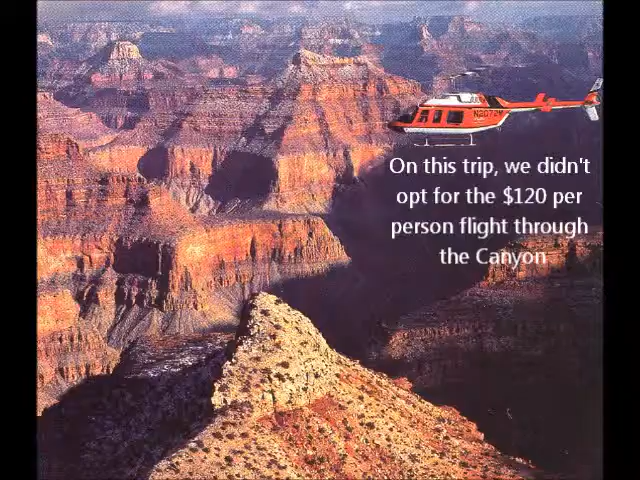 On this trip, we didn't
opt for the $120 per
person flight through
the Canyon